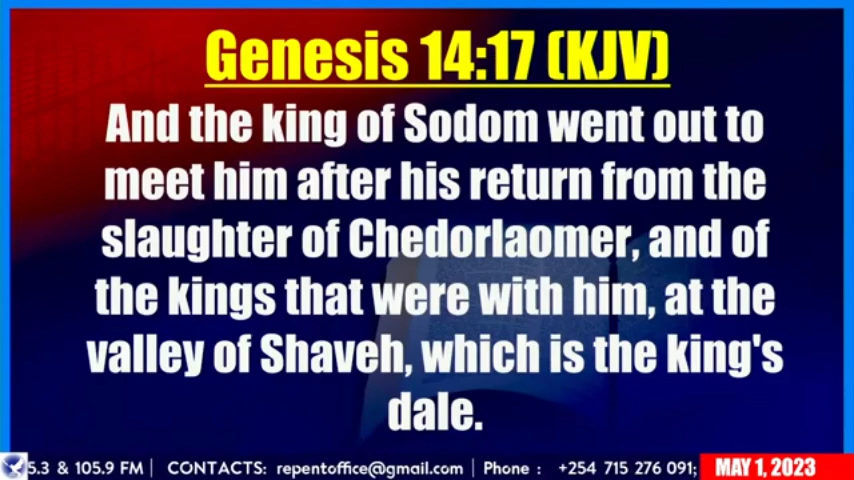 Genesis 14:17 (KJV)
And the king of Sodom went out to
meet him after his return from the
slaughter of Chedorlaomer, and of
the kings that were with him, at the
valley of Shaveh, which is the king's
dale.
5.3 & 105.9 FM | CONTACTS: repentoffice@gmail.com | Phone : +254 715 276 091; MAY 1, 2023